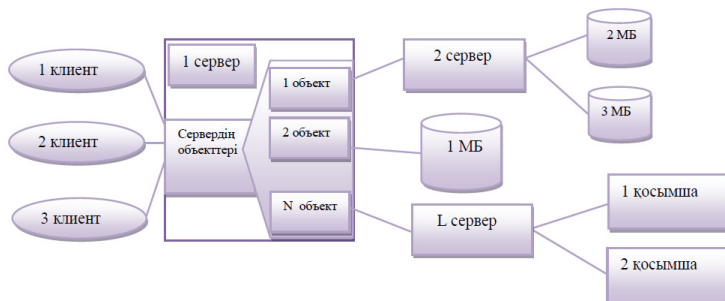 1 клиент
2 клиент
3 клиент
1 сервер
Сервердің
объекттері
1 объект
2 объект
N объект
2 сервер
2 МБ
3 МБ
1 МБ
L сервер
1 қосымша
2 қосымша